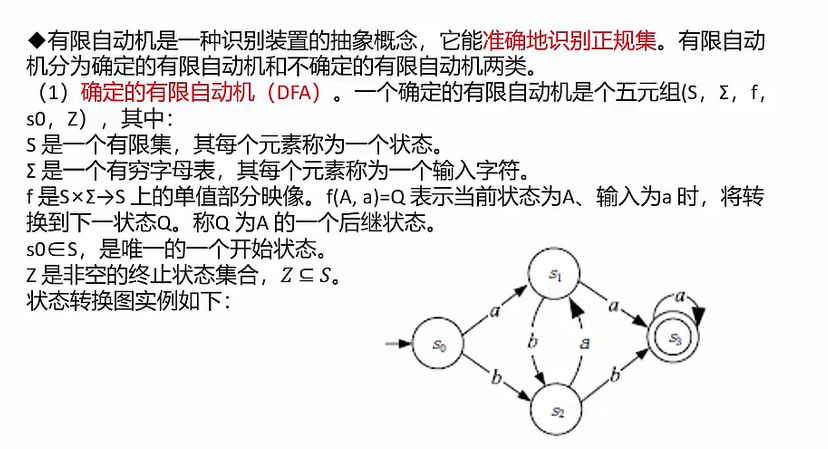 ◆有限自动机是一种识别装置的抽象概念，它能准确地识别正规集。有限自动
机分为确定的有限自动机和不确定的有限自动机两类。
（1）确定的有限自动机（DFA）。一个确定的有限自动机是个五元组(S，Σ，f，
s0，Z），其中：
S 是一个有限集，其每个元素称为一个状态。
Σ 是一个有穷字母表，其每个元素称为一个输入字符。
f 是S×Σ→S 上的单值部分映像。f(A, a)=Q 表示当前状态为A、输入为a 时，将转
换到下一状态Q。称Q 为A 的一个后继状态。
s0∈S，是唯一的一个开始状态。
Z 是非空的终止状态集合，Z ⊆ S。
状态转换图实例如下：
s₁
a
a
a
s₀
b
a
s₃
b
b
s₂